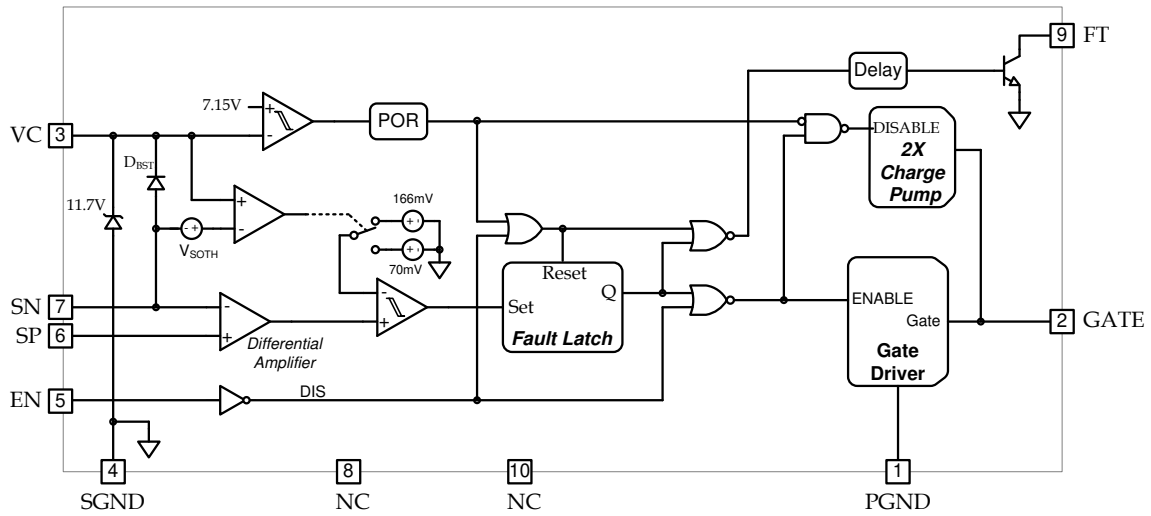 9 FT
Delay
7.15V
+
-
POR
VC 3
DISABLE
2X
Charge
Pump
DBST
11.7V
+
-
- +
VSOTH
166mV
+ -
+ -
70mV
Reset
Q
Set
Fault Latch
SN 7
SP 6
-
+
Differential
Amplifier
-
+
ENABLE
Gate
Gate
Driver
2 GATE
EN 5
DIS
4
SGND
8
NC
10
NC
1
PGND